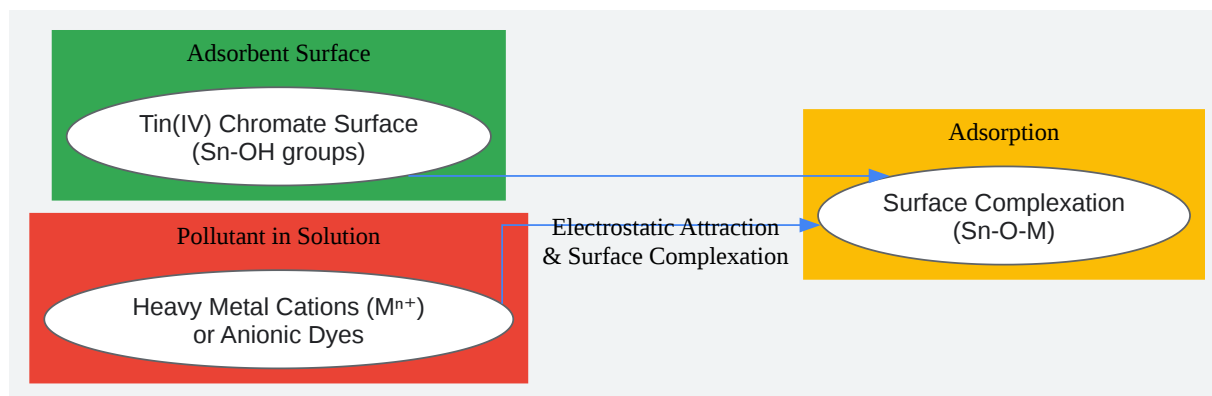 Adsorbent Surface
Tin(IV) Chromate Surface
(Sn-OH groups)
Pollutant in Solution
Heavy Metal Cations (Mⁿ⁺)
or Anionic Dyes
Electrostatic Attraction
& Surface Complexation
Adsorption
Surface Complexation
(Sn-O-M)